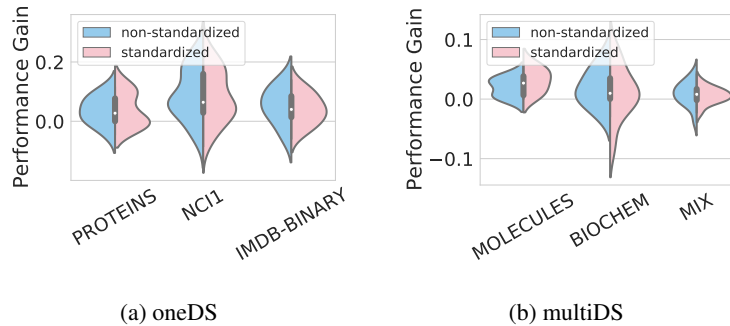 Performance Gain
non-standardized
standardized
0.2
0.0
PROTEINS
NCI1
IMDB-BINARY
(a) oneDS
Performance Gain
non-standardized
standardized
0.1
0.0
−0.1
MOLECULES
BIOCHEM
MIX
(b) multiDS